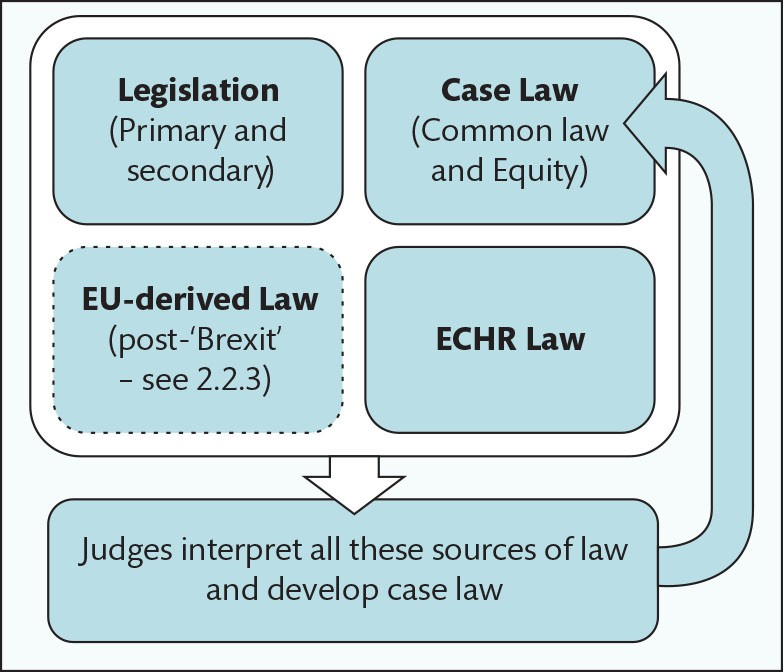 Legislation
(Primary and
secondary)
Case Law
(Common law
and Equity)
EU-derived Law
(post-‘Brexit’
– see 2.2.3)
ECHR Law
Judges interpret all these sources of law
and develop case law